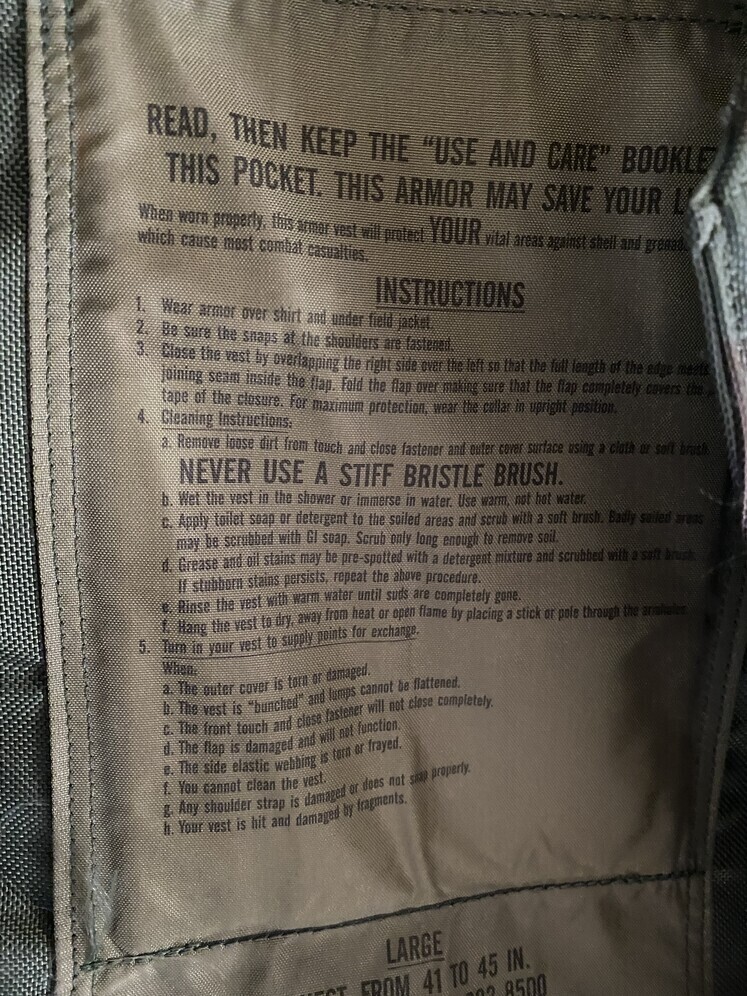 READ, THEN KEEP THE "USE AND CARE" BOOKLE
THIS POCKET. THIS ARMOR MAY SAVE YOUR L
When worn properly, this armor vest will protect YOUR vital areas against shell and grenad
which cause most combat casualties.
INSTRUCTIONS
1. Wear armor over shirt and under field jacket.
2. Be sure the snaps at the shoulders are fastened.
3. Close the vest by overlapping the right side over the left so that the full length of the edge meets
joining seam inside the flap. Fold the flap over making sure that the flap completely covers the
tape of the closure. For maximum protection, wear the collar in upright position.
4. Cleaning Instructions:
a. Remove loose dirt from touch and close fastener and outer cover surface using a cloth or soft brush.
NEVER USE A STIFF BRISTLE BRUSH.
b. Wet the vest in the shower or immerse in water. Use warm, not hot water.
c. Apply toilet soap or detergent to the soiled areas and scrub with a soft brush. Badly soiled areas
may be scrubbed with GI soap. Scrub only long enough to remove soil.
d. Grease and oil stains may be pre-spotted with a detergent mixture and scrubbed with a soft brush.
If stubborn stains persists, repeat the above procedure.
e. Rinse the vest with warm water until suds are completely gone.
f. Hang the vest to dry, away from heat or open flame by placing a stick or pole through the armholes.
5. Turn in your vest to supply points for exchange.
When:
a. The outer cover is torn or damaged.
b. The vest is "bunched" and lumps cannot be flattened.
c. The front touch and close fastener will not close completely.
d. The flap is damaged and will not function.
e. The side elastic webbing is torn or frayed.
f. You cannot clean the vest.
g. Any shoulder strap is damaged or does not snap properly.
h. Your vest is hit and damaged by fragments.
LARGE
FROM 41 TO 45 IN.
8500